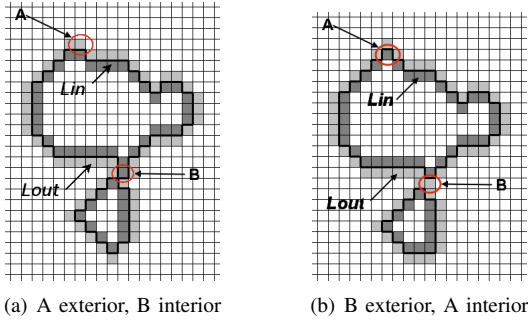 A
Lin
Lout
B
(a) A exterior, B interior
A
Lin
Lout
B
(b) B exterior, A interior